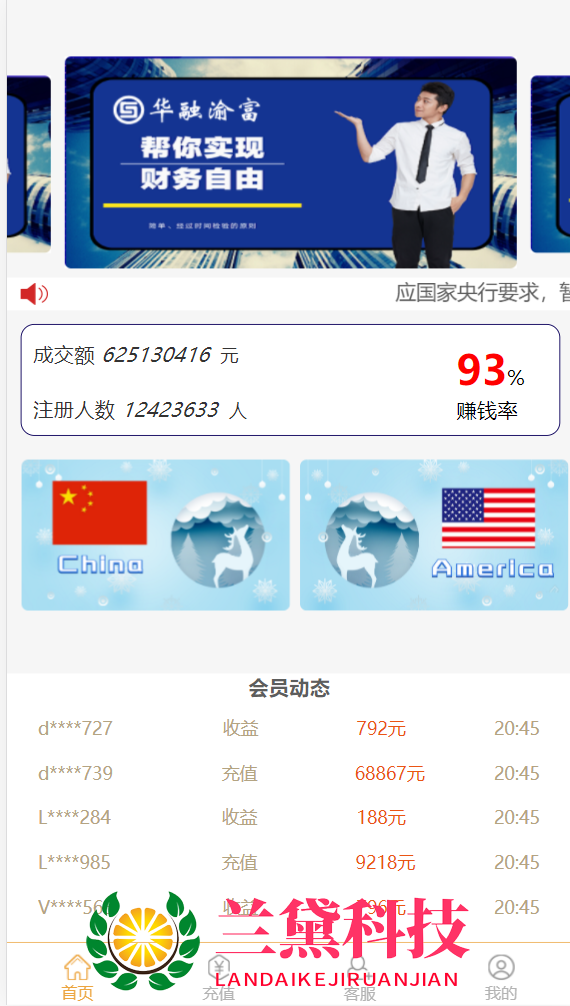 华融渝富
帮你实现
财务自由
简单、经过时间检验的原则
应国家央行要求，暂
成交额 625130416 元
93%
注册人数 12423633 人
赚钱率
China
America
会员动态
d****727 收益 792元 20:45
d****739 充值 68867元 20:45
L****284 收益 188元 20:45
L****985 充值 9218元 20:45
V****56 收益 96元 20:45
兰黛科技
LANDAIKEJIRUANJIAN
首页 充值 客服 我的